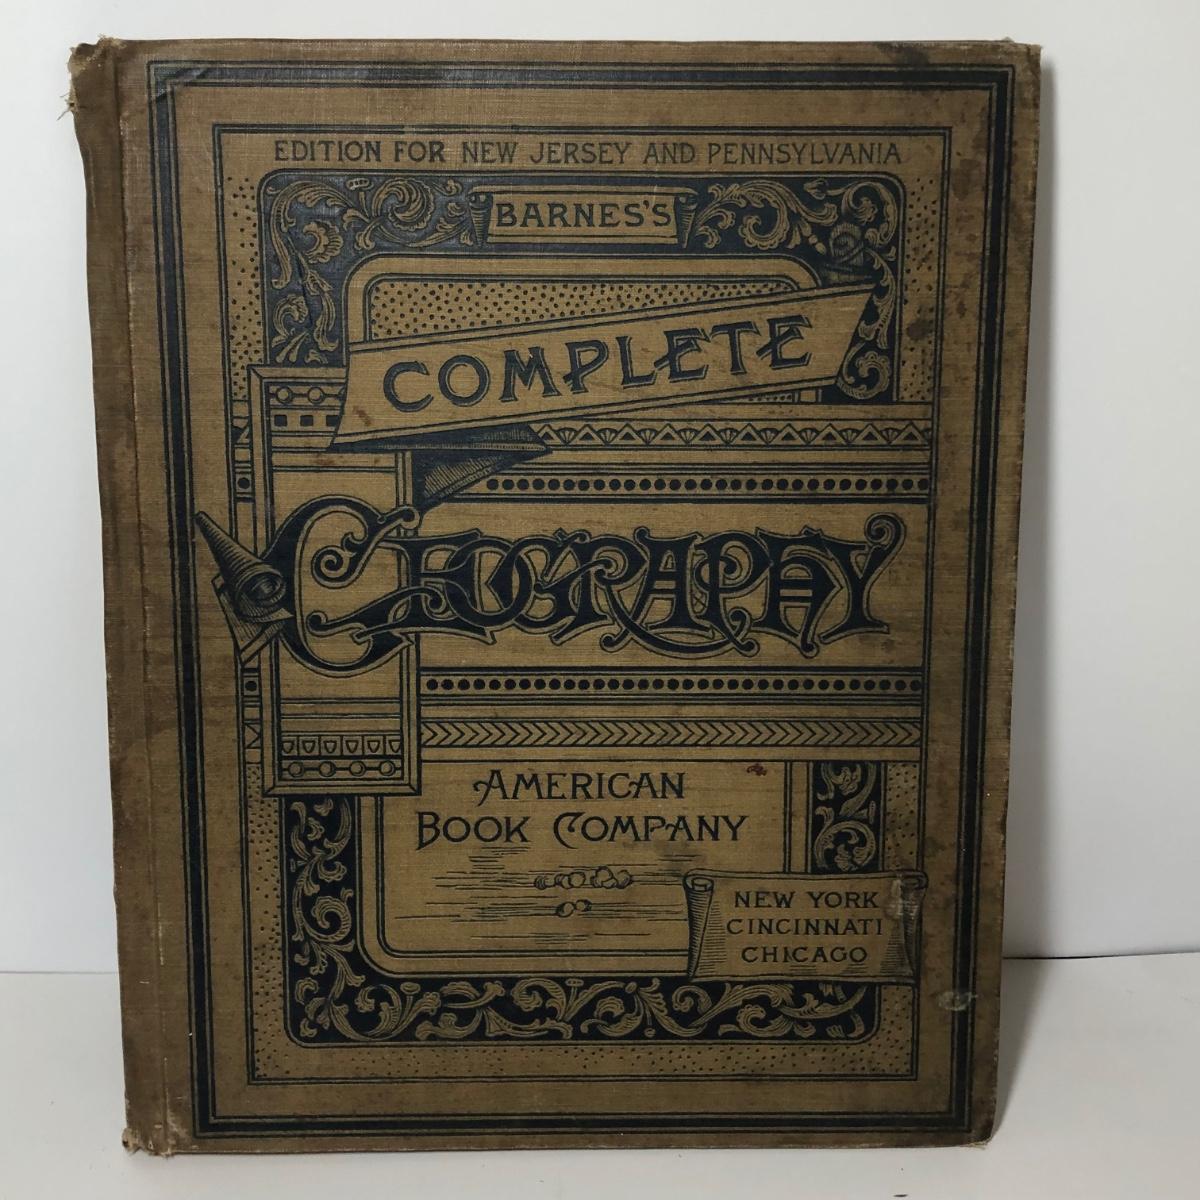 EDITION FOR NEW JERSEY AND PENNSYLVANIA
BARNES'S
COMPLETE
GEOGRAPHY
AMERICAN
BOOK COMPANY
NEW YORK
CINCINNATI
CHICAGO